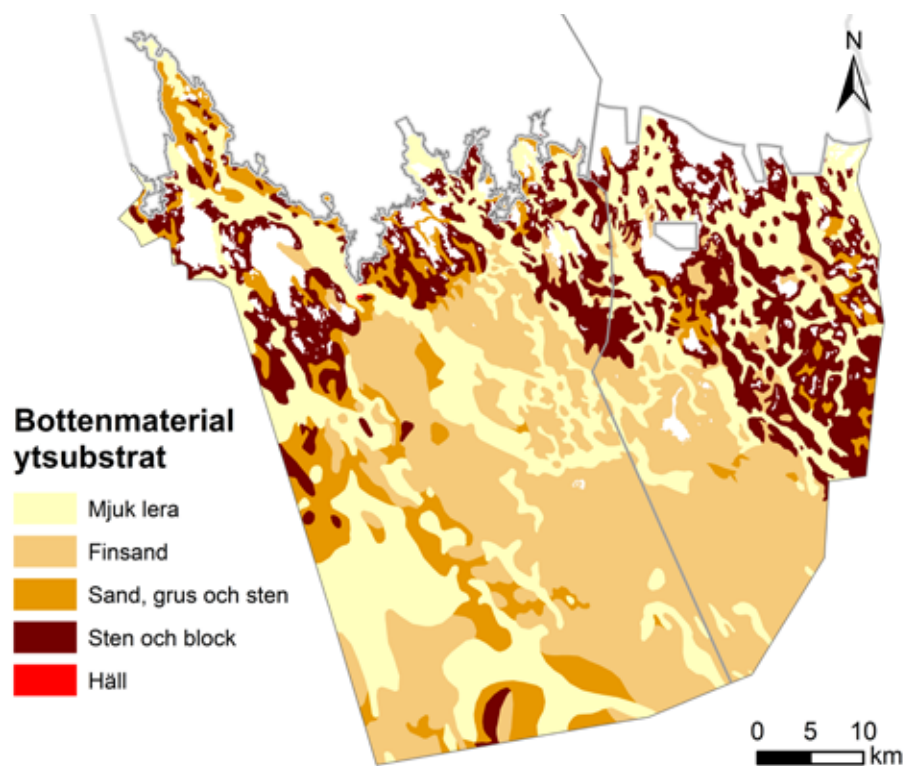 N
Bottenmaterial
ytsubstrat
Mjuk lera
Finsand
Sand, grus och sten
Sten och block
Häll
0 5 10
km